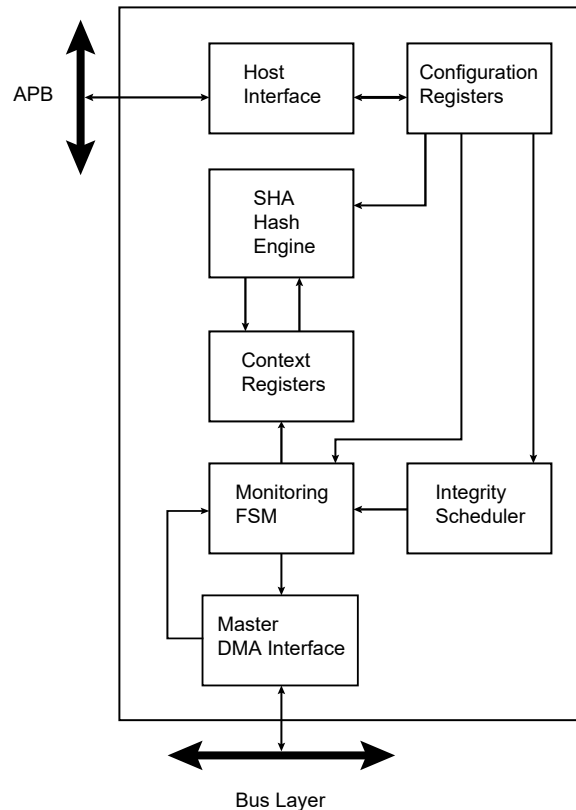 APB
Host
Interface
Configuration
Registers
SHA
Hash
Engine
Context
Registers
Monitoring
FSM
Integrity
Scheduler
Master
DMA Interface
Bus Layer